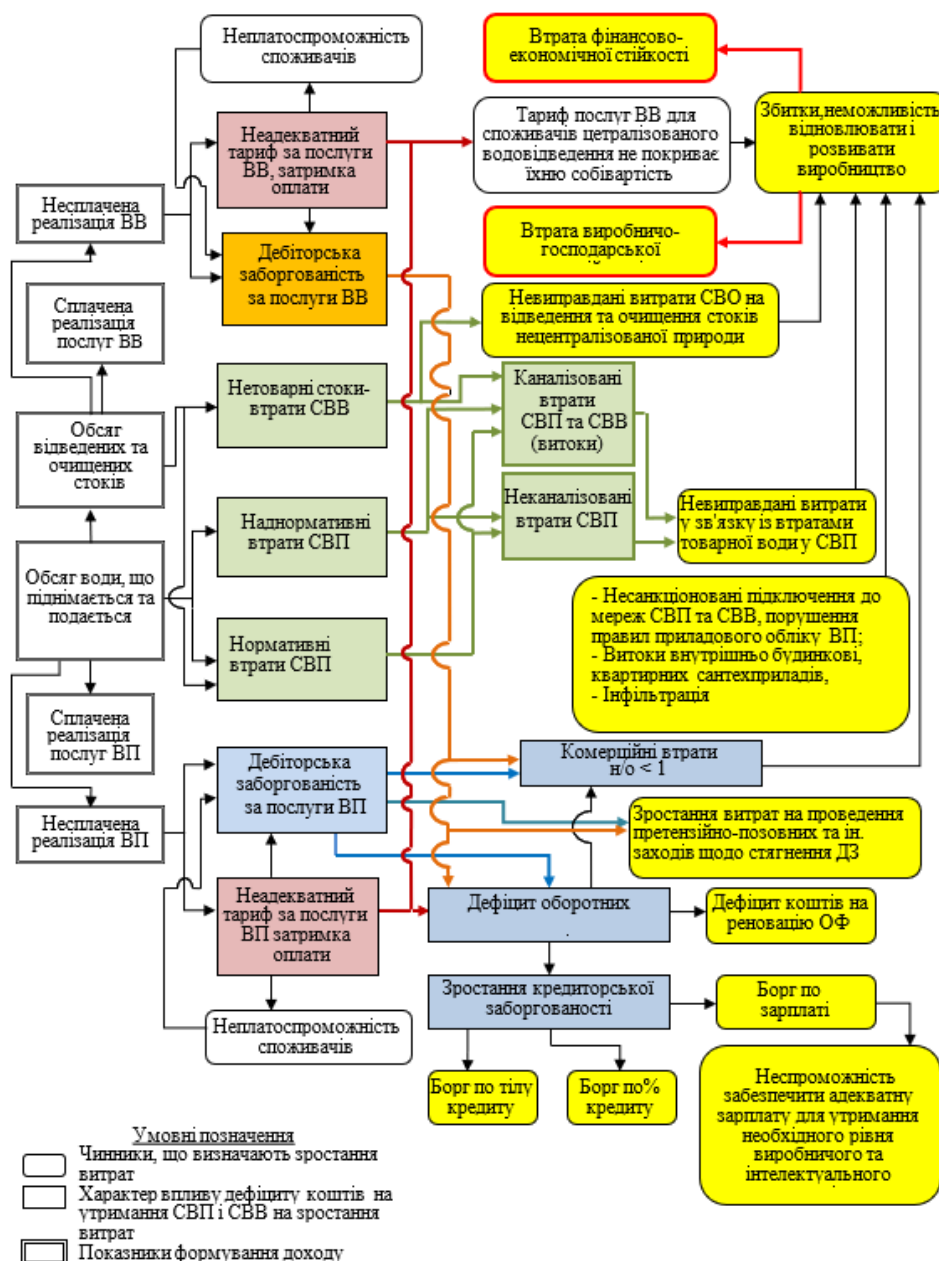 Неплатоспроможність
споживачів
Втрата фінансово-
економічної стійкості
Неадекватний
тариф за послуги
ВВ, затримка
оплати
Тариф послуг ВВ для
споживачів цетралізованого
водовідведення не покриває
їхню собівартість
Збитки,неможливість
відновлювати і
розвивати
виробництво
Несплачена
реалізація ВВ
Дебіторська
заборгованість
за послуги ВВ
Втрата виробничо-
господарської
Сплачена
реалізація
послуг ВВ
Невиправдані витрати СВО на
відведення та очищення стоків
нецентралізованої природи
Обсяг
відведених та
очищених
стоків
Нетоварні стоки-
втрати СВВ
Каналізовані
втрати
СВП та СВВ
(витоки)
Наднормативні
втрати СВП
Неканалізовані
втрати СВП
Невиправдані витрати
у зв'язку із втратами
товарної води у СВП
Обсяг води, що
піднімається та
подається
Нормативні
втрати СВП
- Несанкціоновані підключення до
мереж СВП та СВВ, порушення
правил приладового обліку ВП;
- Витоки внутрішньо будинкові,
квартирних сантехприладів,
- Інфільтрація
Сплачена
реалізація
послуг ВП
Несплачена
реалізація ВП
Дебіторська
заборгованість
за послуги ВП
Комерційні втрати
н/о < 1
Зростання витрат на проведення
претензійно-позовних та ін.
заходів щодо стягнення ДЗ
Неадекватний
тариф за послуги
ВП затримка
оплати
Дефіцит оборотних
.
Дефіцит коштів на
реновацію ОФ
Неплатоспроможність
споживачів
Зростання кредиторської
заборгованості
Борг по
зарплаті
Борг по тілу
кредиту
Борг по%
кредиту
Неспроможність
забезпечити адекватну
зарплату для утримання
необхідного рівня
виробничого та
інтелектуального
Умовні позначення
Чинники, що визначають зростання
витрат
Характер впливу дефіциту коштів на
утримання СВП і СВВ на зростання
витрат
Показники формування доходу